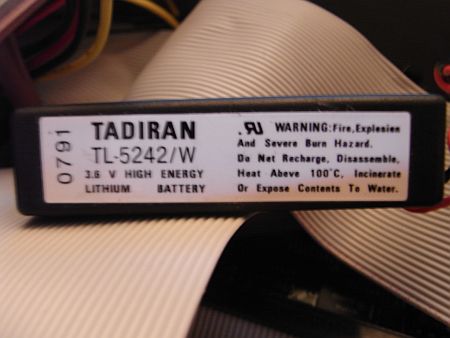 0791
TADIRAN
TL-5242/W
3.6 V HIGH ENERGY
LITHIUM BATTERY
WARNING: Fire, Explosion
And Severe Burn Hazard.
Do Not Recharge, Disassemble,
Heat Above 100°C, Incinerate
Or Expose Contents To Water.